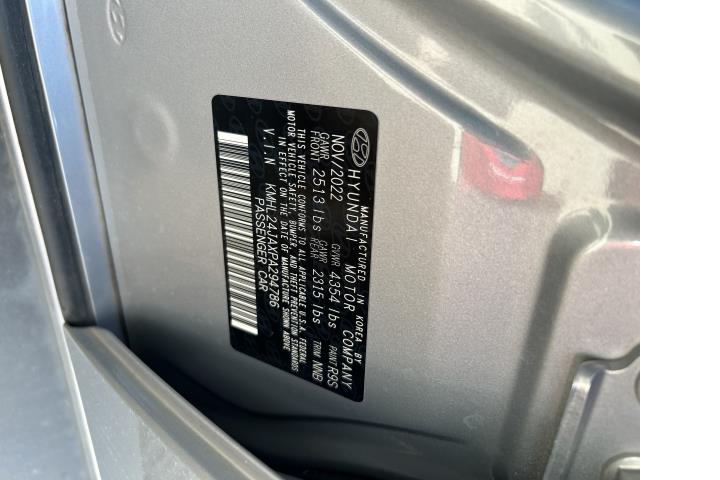 MANUFACTURED IN KOREA BY
HYUNDAI MOTOR COMPANY
NOV/2022 GVWR 4354 lbs PAINT R9S
GAWR FRONT 2513 lbs GAWR REAR 2315 lbs TRIM NNB
THIS VEHICLE CONFORMS TO ALL APPLICABLE U.S.A. FEDERAL
MOTOR VEHICLE SAFETY, BUMPER, AND THEFT PREVENTION STANDARDS
IN EFFECT ON THE DATE OF MANUFACTURE SHOWN ABOVE
V.I.N KMHL24JAXPA294786
PASSENGER CAR